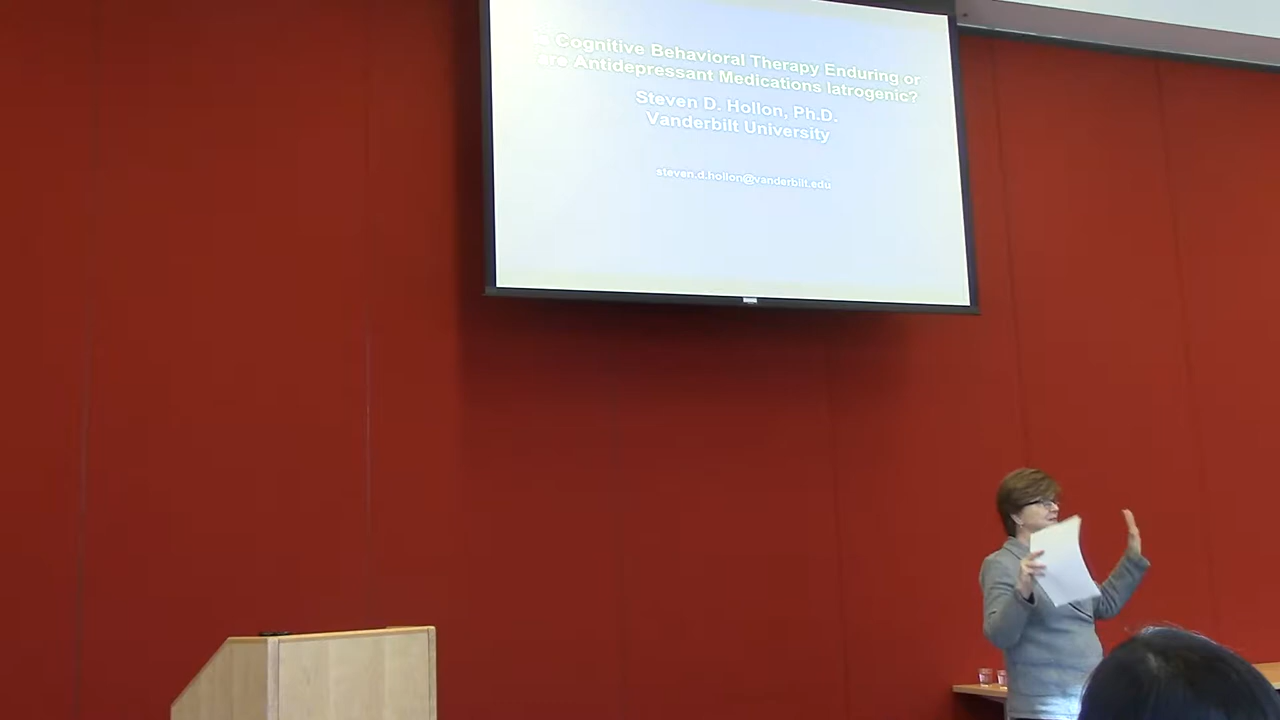 Cognitive Behavioral Therapy Enduring or
Antidepressant Medications Iatrogenic?
Steven D. Hollon, Ph.D.
Vanderbilt University
steven.d.hollon@vanderbilt.edu